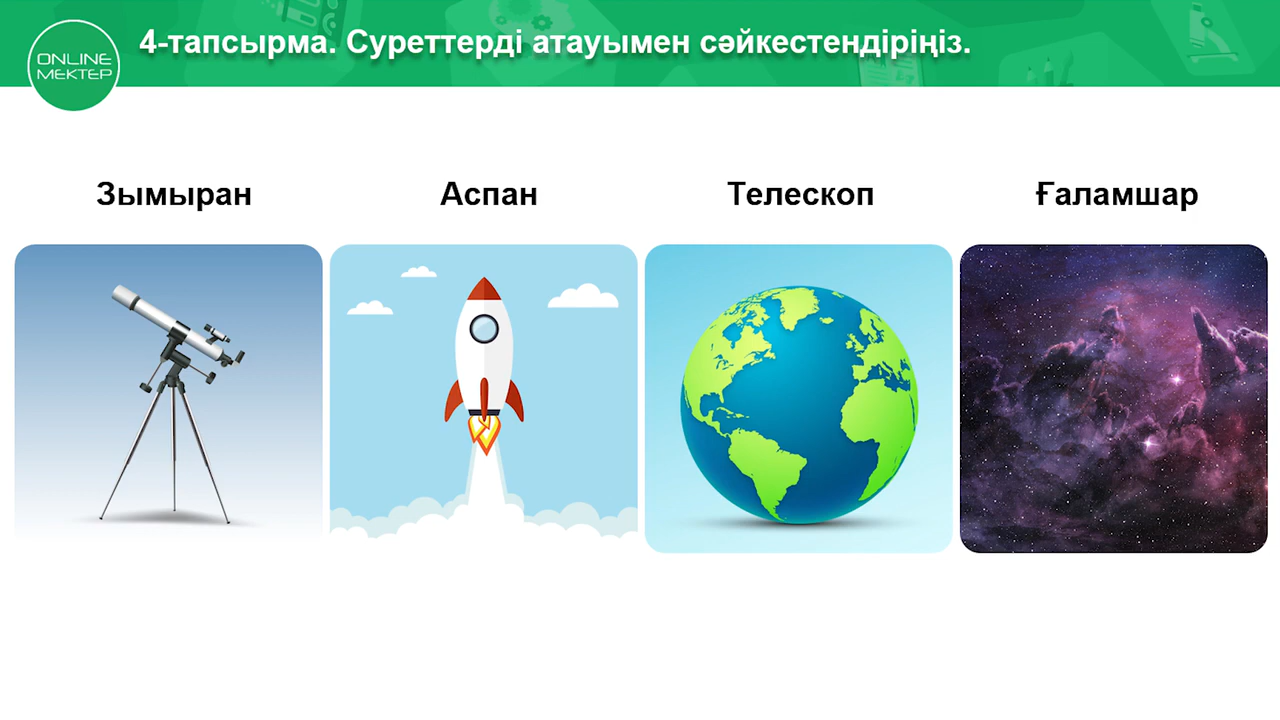 4-тапсырма. Суреттерді атауымен сәйкестендіріңіз.
ONLINE
МЕКТЕР
Зымыран Аспан Телескоп Ғаламшар